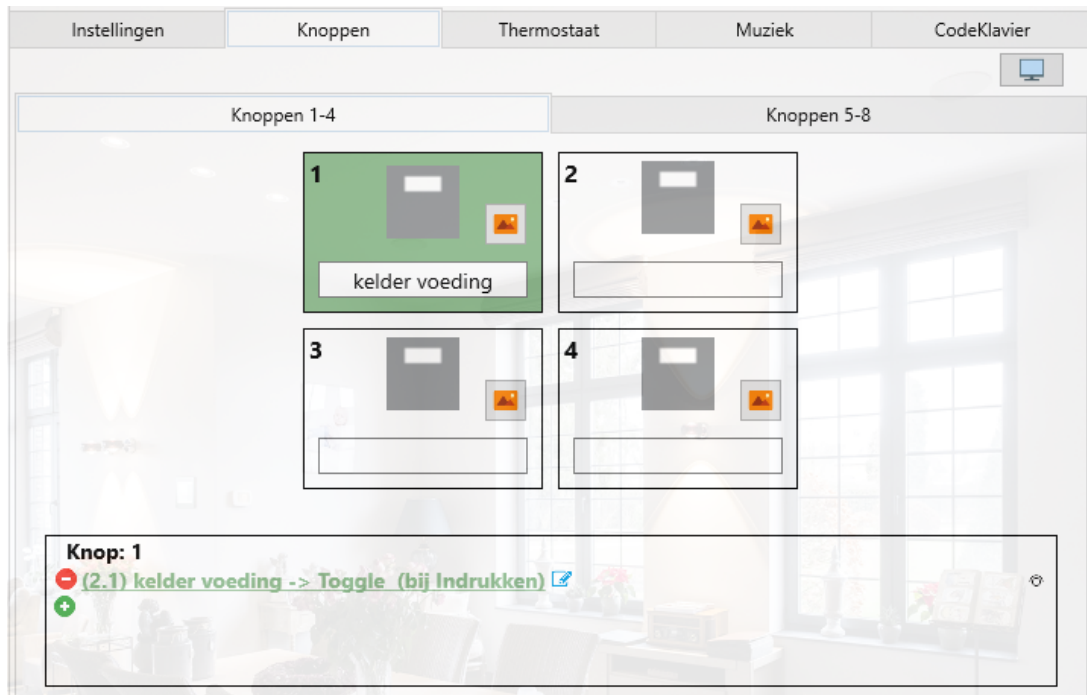 Instellingen Knoppen Thermostaat Muziek CodeKlavier
Knoppen 1-4 Knoppen 5-8
1 2
kelder voeding
3 4
Knop: 1
(2.1) kelder voeding -> Toggle (bij Indrukken)